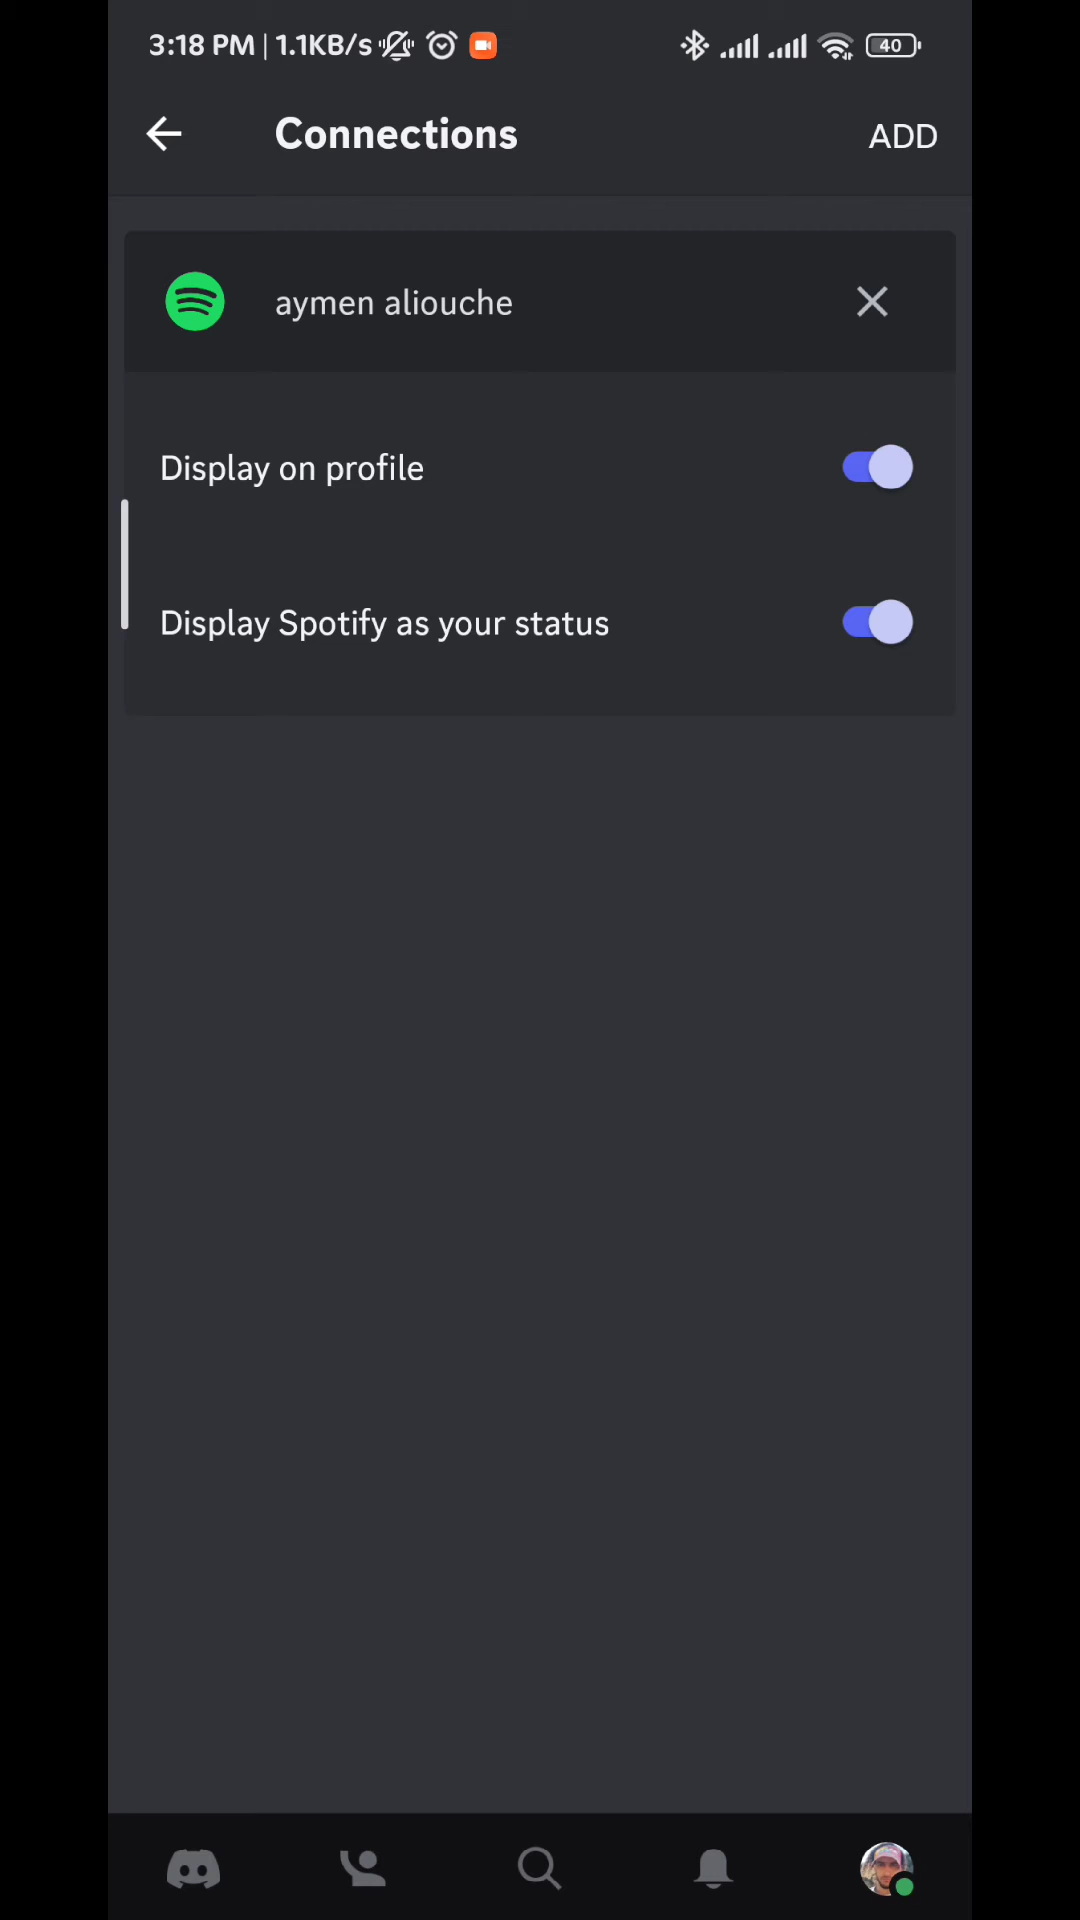 3:18 PM | 1.1KB/s 40
Connections ADD
aymen aliouche
Display on profile
Display Spotify as your status